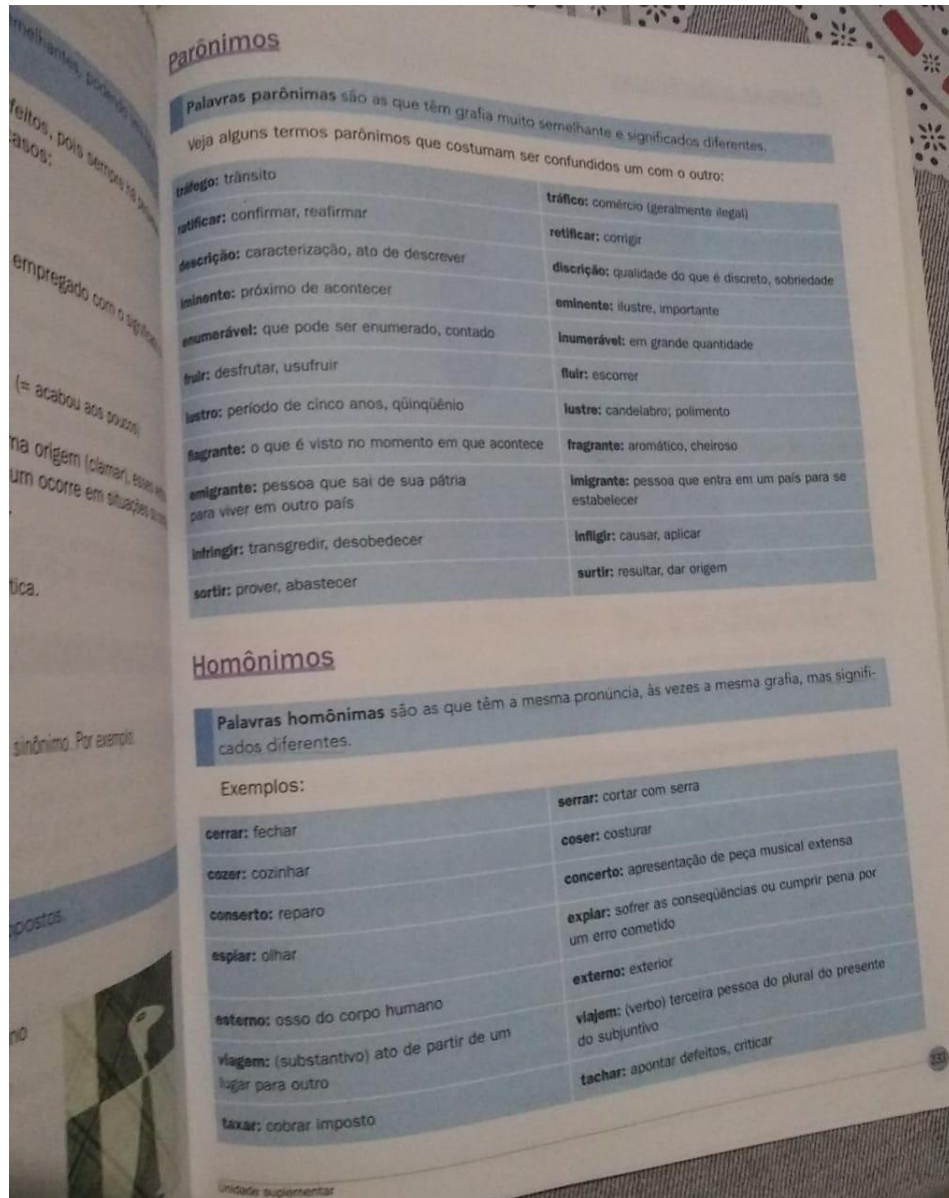 melhantes, podendo
feitos, pois sempre há
asos:
empregado com o
(= acabou aos poucos)
ma origem (clamar), esses
um ocorre em situações
tica.
sinônimo. Por exemplo:
opostos.
nio
Parônimos
Palavras parônimas são as que têm grafia muito semelhante e significados diferentes.
Veja alguns termos parônimos que costumam ser confundidos um com o outro:
tráfego: trânsito
tráfico: comércio (geralmente ilegal)
ratificar: confirmar, reafirmar
retificar: corrigir
descrição: caracterização, ato de descrever
discrição: qualidade do que é discreto, sobriedade
iminente: próximo de acontecer
eminente: ilustre, importante
enumerável: que pode ser enumerado, contado
inumerável: em grande quantidade
fruir: desfrutar, usufruir
fluir: escorrer
lustro: período de cinco anos, qüinqüênio
lustre: candelabro; polimento
flagrante: o que é visto no momento em que acontece
fragrante: aromático, cheiroso
emigrante: pessoa que sai de sua pátria
para viver em outro país
imigrante: pessoa que entra em um país para se
estabelecer
infringir: transgredir, desobedecer
infligir: causar, aplicar
sortir: prover, abastecer
surtir: resultar, dar origem
Homônimos
Palavras homônimas são as que têm a mesma pronúncia, às vezes a mesma grafia, mas signifi-
cados diferentes.
Exemplos:
cerrar: fechar
serrar: cortar com serra
cozer: cozinhar
coser: costurar
conserto: reparo
concerto: apresentação de peça musical extensa
espiar: olhar
expiar: sofrer as conseqüências ou cumprir pena por
um erro cometido
esterno: osso do corpo humano
externo: exterior
viagem: (substantivo) ato de partir de um
lugar para outro
viajem: (verbo) terceira pessoa do plural do presente
do subjuntivo
taxar: cobrar imposto
tachar: apontar defeitos, criticar
Unidade suplementar